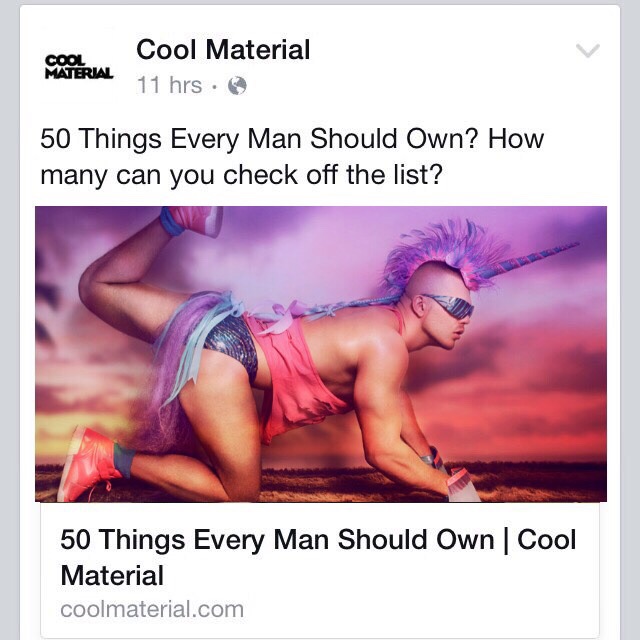 COOL
MATERIAL
Cool Material
11 hrs ·
50 Things Every Man Should Own? How
many can you check off the list?
50 Things Every Man Should Own | Cool
Material
coolmaterial.com